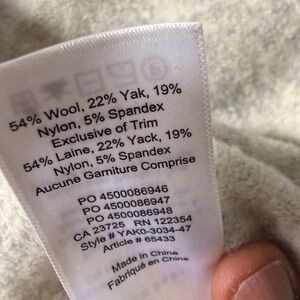 54% Wool, 22% Yak, 19%
Nylon, 5% Spandex
Exclusive of Trim
54% Laine, 22% Yack, 19%
Nylon, 5% Spandex
Aucune Garniture Comprise
PO 4500086946
PO 4500086947
PO 4500086948
CA 23725 RN 122354
Style # YAK0-3034-47
Article # 65433
Made in China
Fabriqué en China